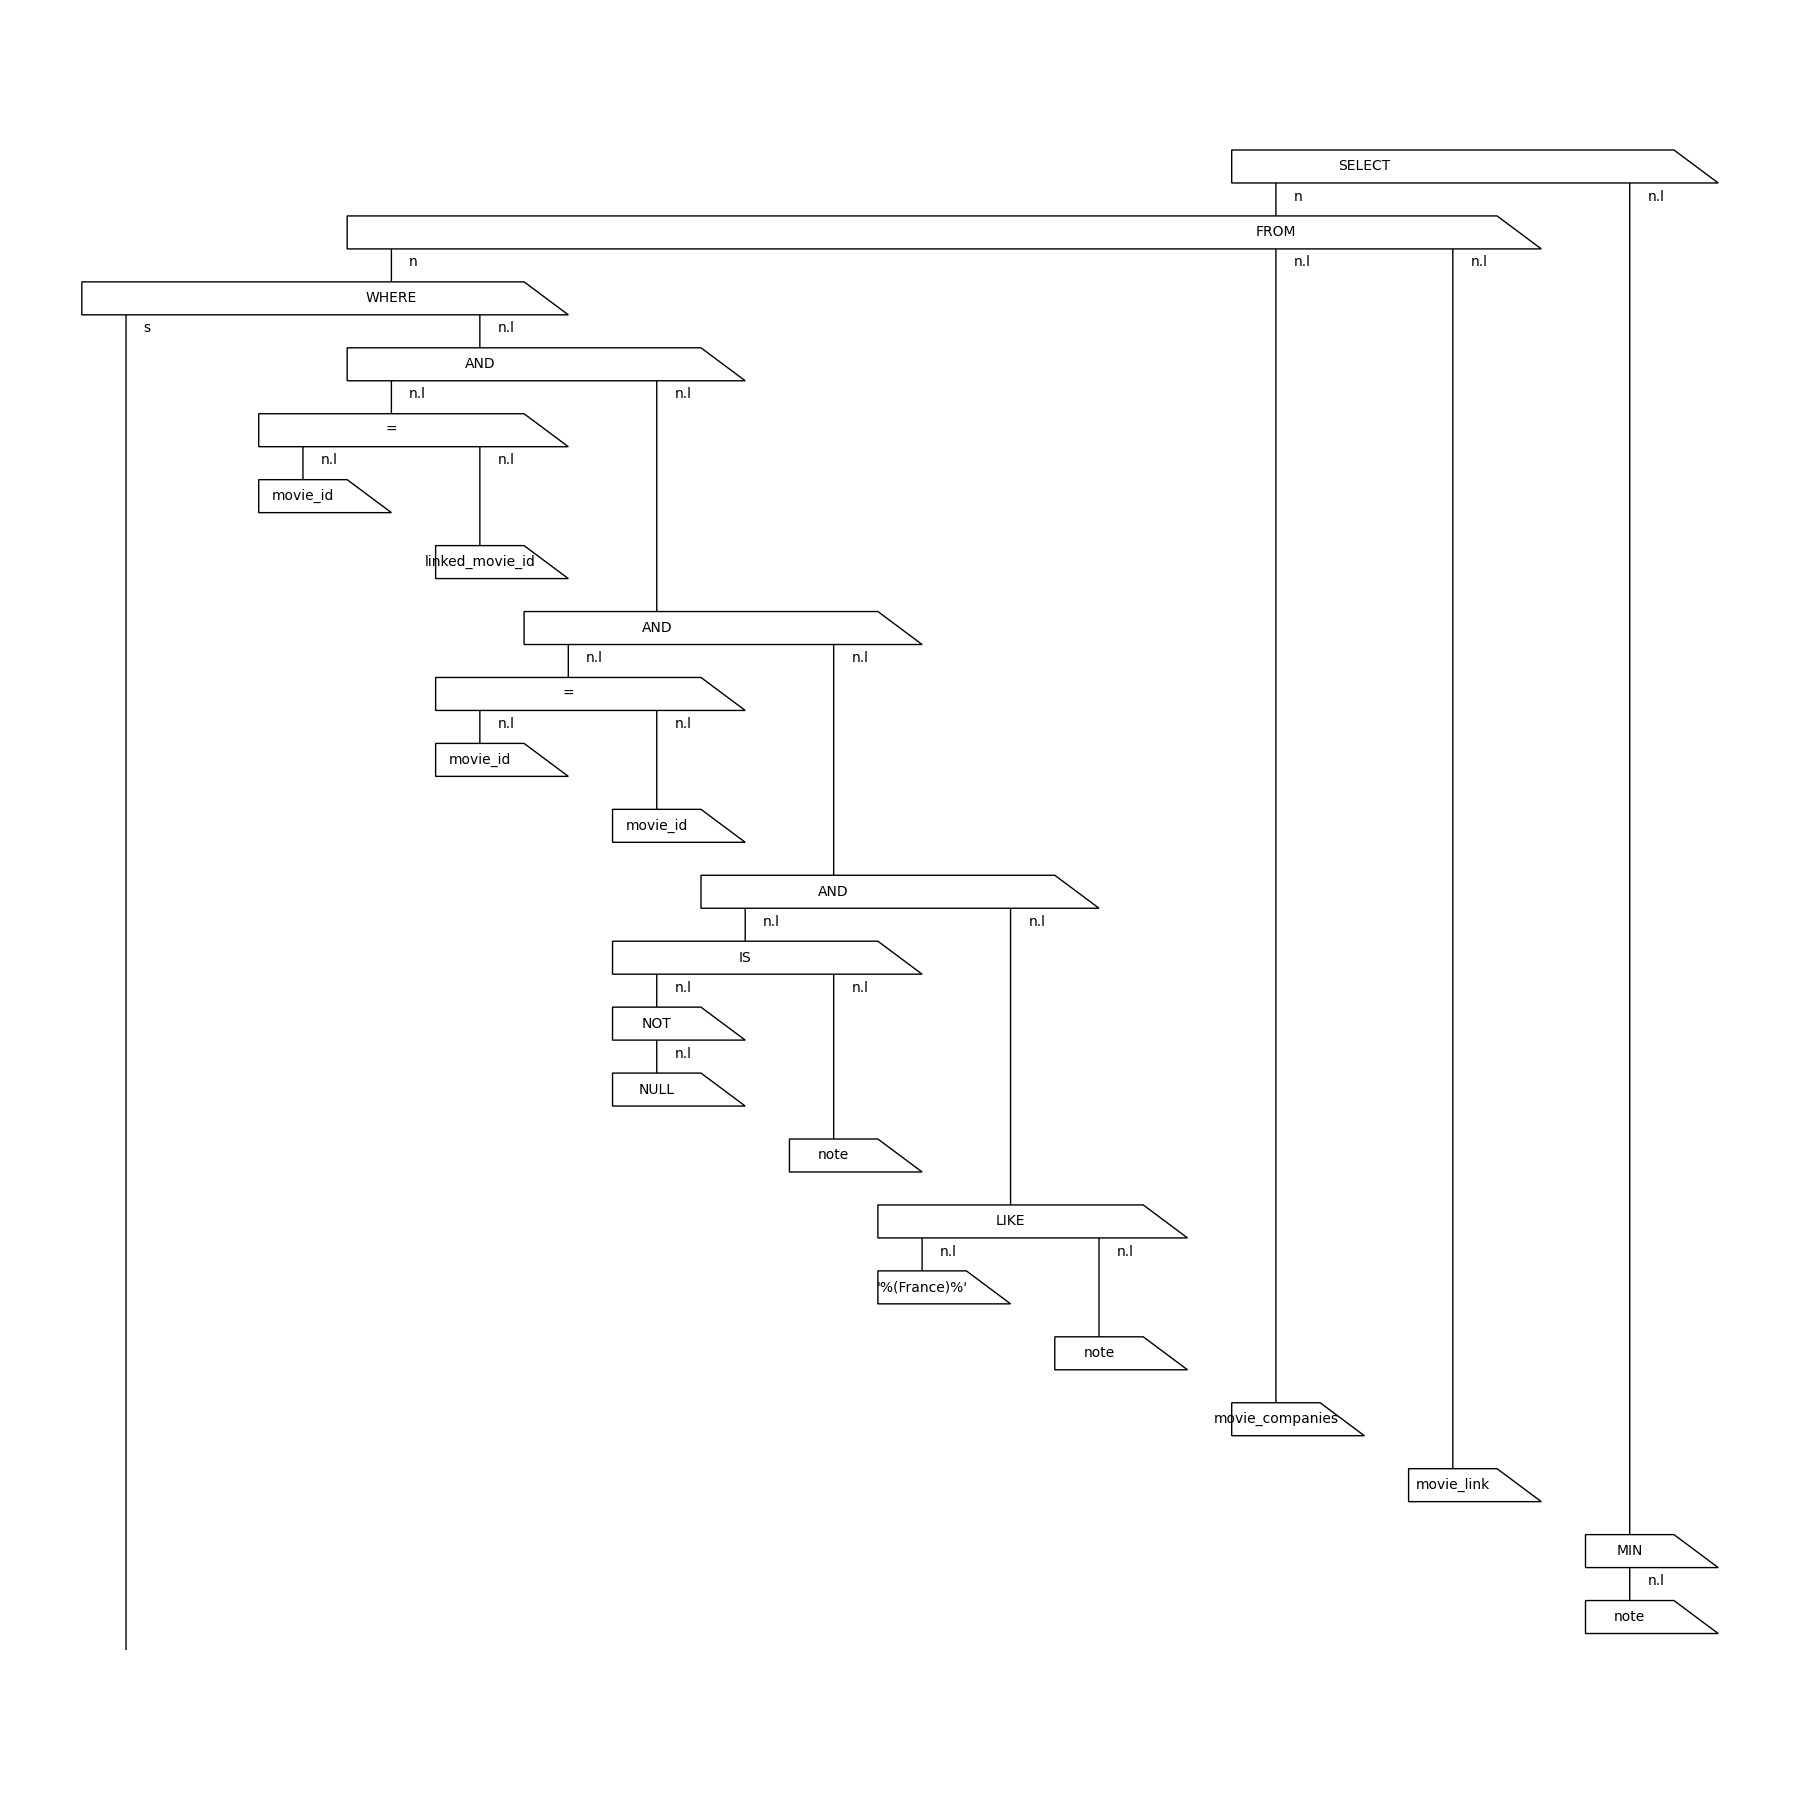 SELECT
n n.l
FROM
n n.l n.l
WHERE
s n.l
AND
n.l n.l
=
n.l n.l
movie_id
linked_movie_id
AND
n.l n.l
=
n.l n.l
movie_id
movie_id
AND
n.l n.l
IS
n.l n.l
NOT
n.l
NULL
note
LIKE
n.l n.l
'%(France)%'
note
movie_companies
movie_link
MIN
n.l
note